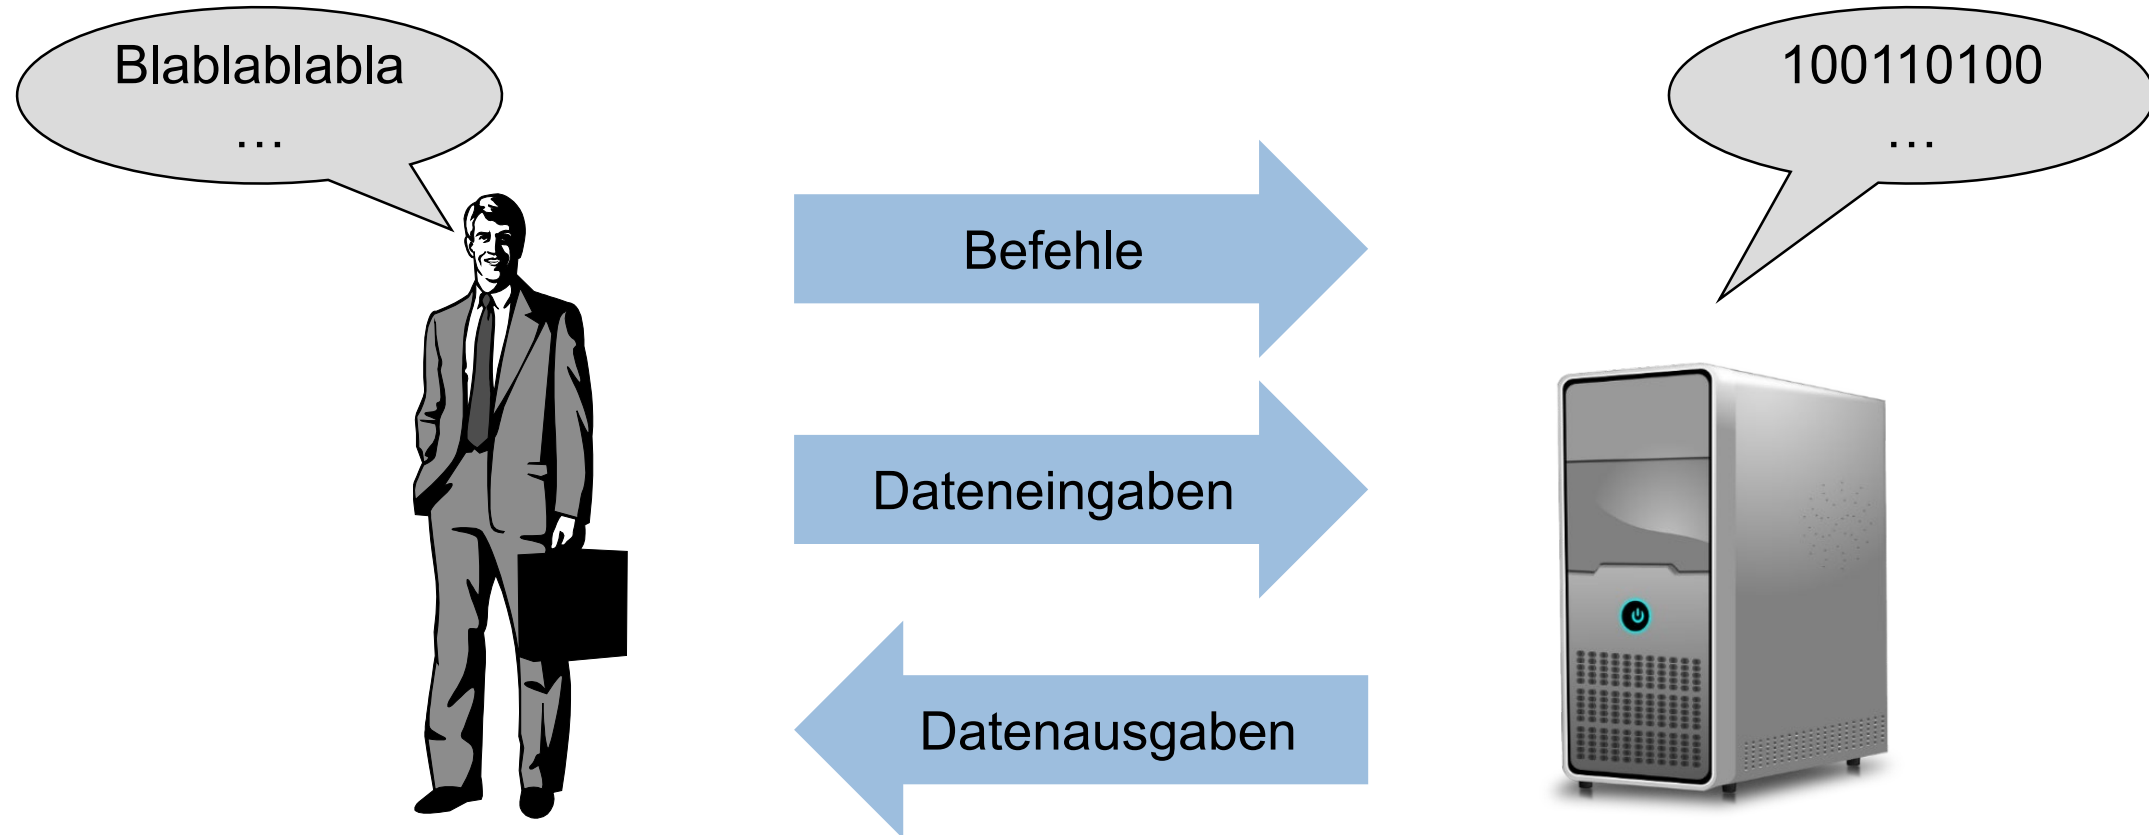 Blablablabla
...
100110100
...
Befehle
Dateneingaben
Datenausgaben